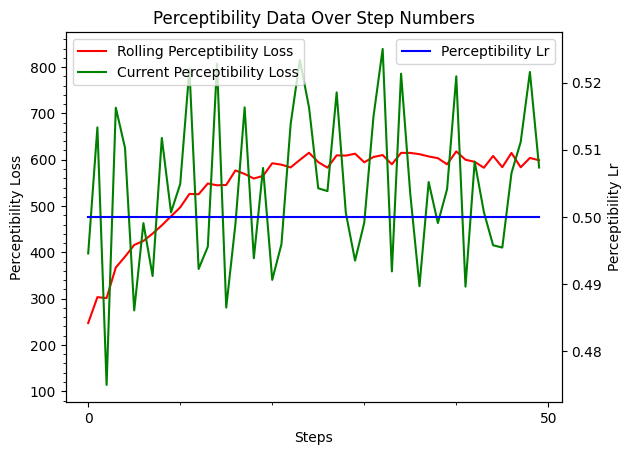 Perceptibility Data Over Step Numbers
Rolling Perceptibility Loss
Current Perceptibility Loss
Perceptibility Lr
800
700
600
500
400
300
200
100
Perceptibility Loss
0.52
0.51
0.50
0.49
0.48
Perceptibility Lr
0
50
Steps